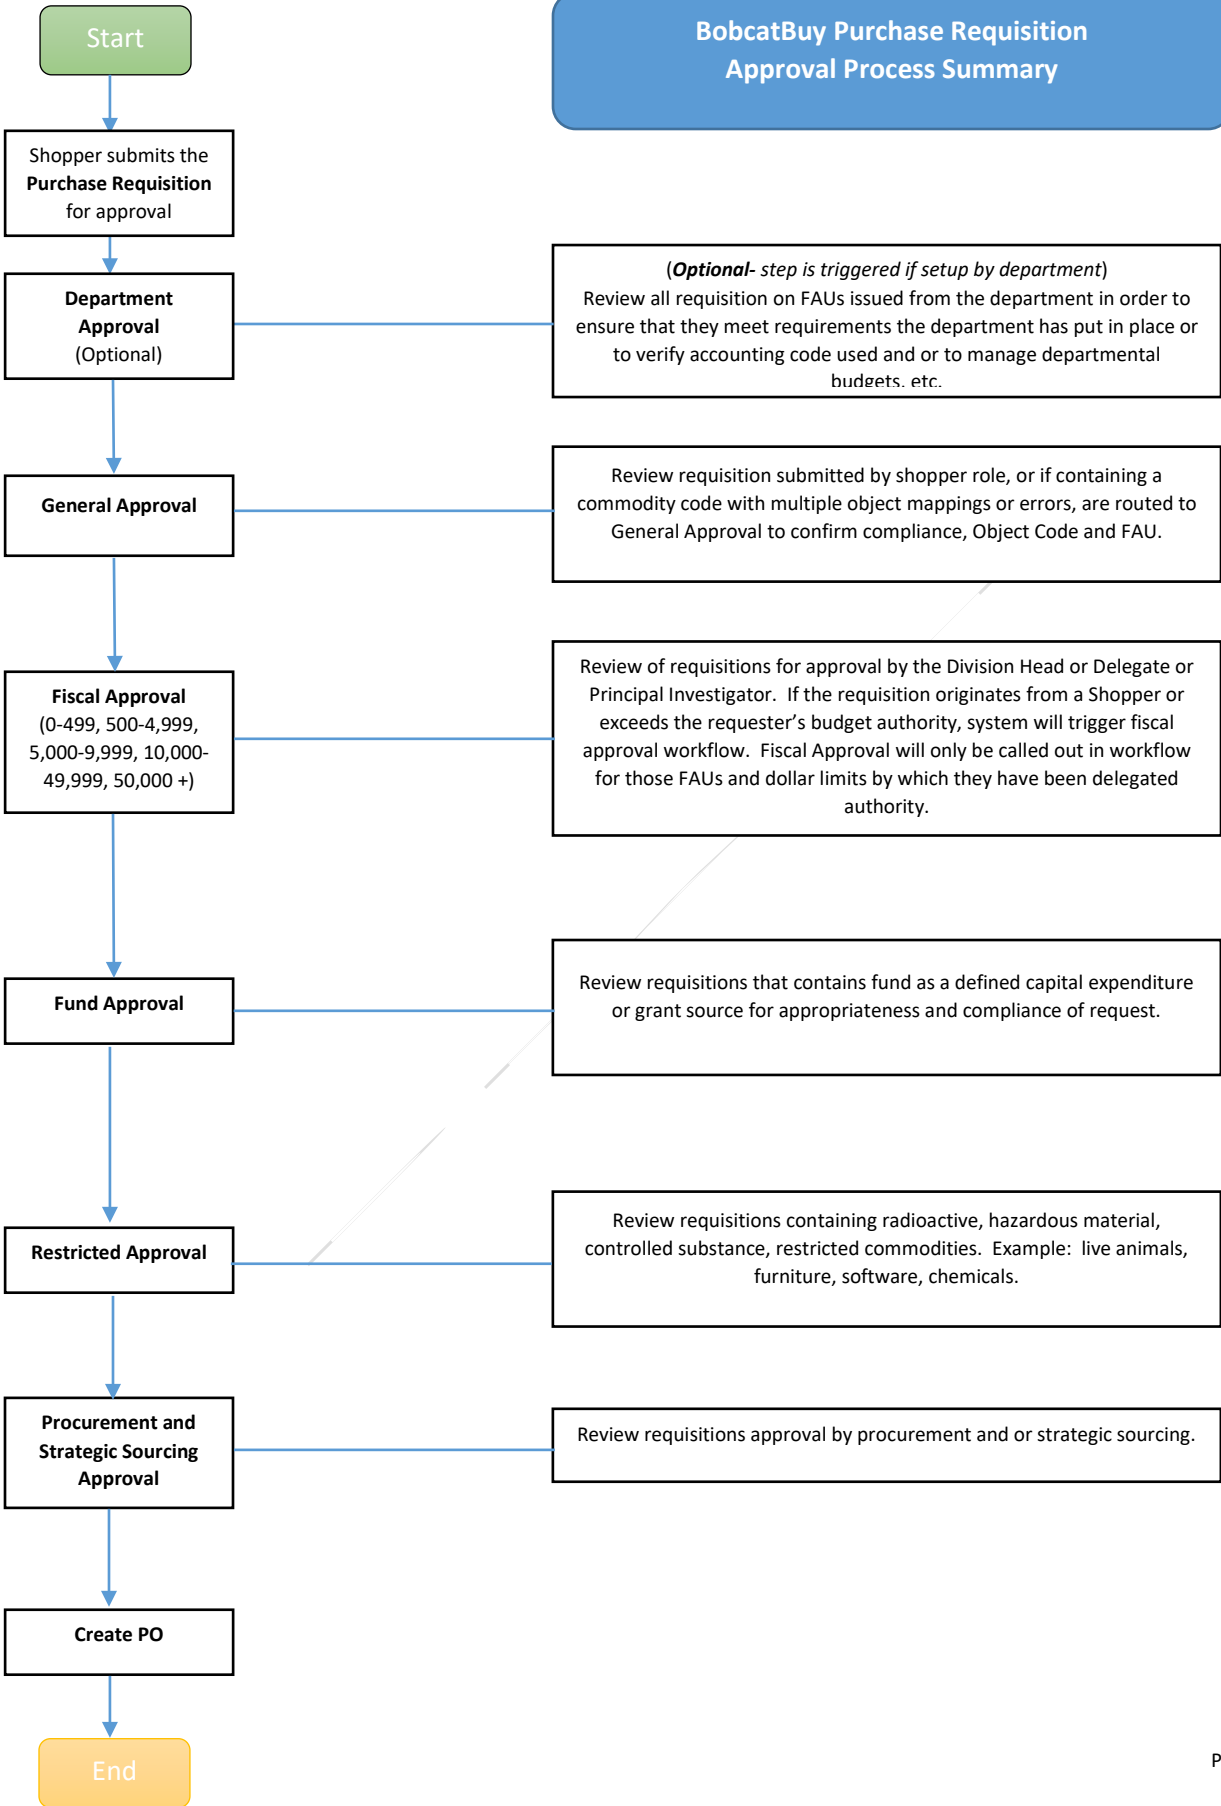 Start
BobcatBuy Purchase Requisition
Approval Process Summary
Shopper submits the
Purchase Requisition
for approval
Department
Approval
(Optional)
(Optional- step is triggered if setup by department)
Review all requisition on FAUs issued from the department in order to
ensure that they meet requirements the department has put in place or
to verify accounting code used and or to manage departmental
budgets, etc.
General Approval
Review requisition submitted by shopper role, or if containing a
commodity code with multiple object mappings or errors, are routed to
General Approval to confirm compliance, Object Code and FAU.
Fiscal Approval
(0-499, 500-4,999,
5,000-9,999, 10,000-
49,999, 50,000 +)
Review of requisitions for approval by the Division Head or Delegate or
Principal Investigator.  If the requisition originates from a Shopper or
exceeds the requester’s budget authority, system will trigger fiscal
approval workflow.  Fiscal Approval will only be called out in workflow
for those FAUs and dollar limits by which they have been delegated
authority.
Fund Approval
Review requisitions that contains fund as a defined capital expenditure
or grant source for appropriateness and compliance of request.
Restricted Approval
Review requisitions containing radioactive, hazardous material,
controlled substance, restricted commodities.  Example:  live animals,
furniture, software, chemicals.
Procurement and
Strategic Sourcing
Approval
Review requisitions approval by procurement and or strategic sourcing.
Create PO
End
P